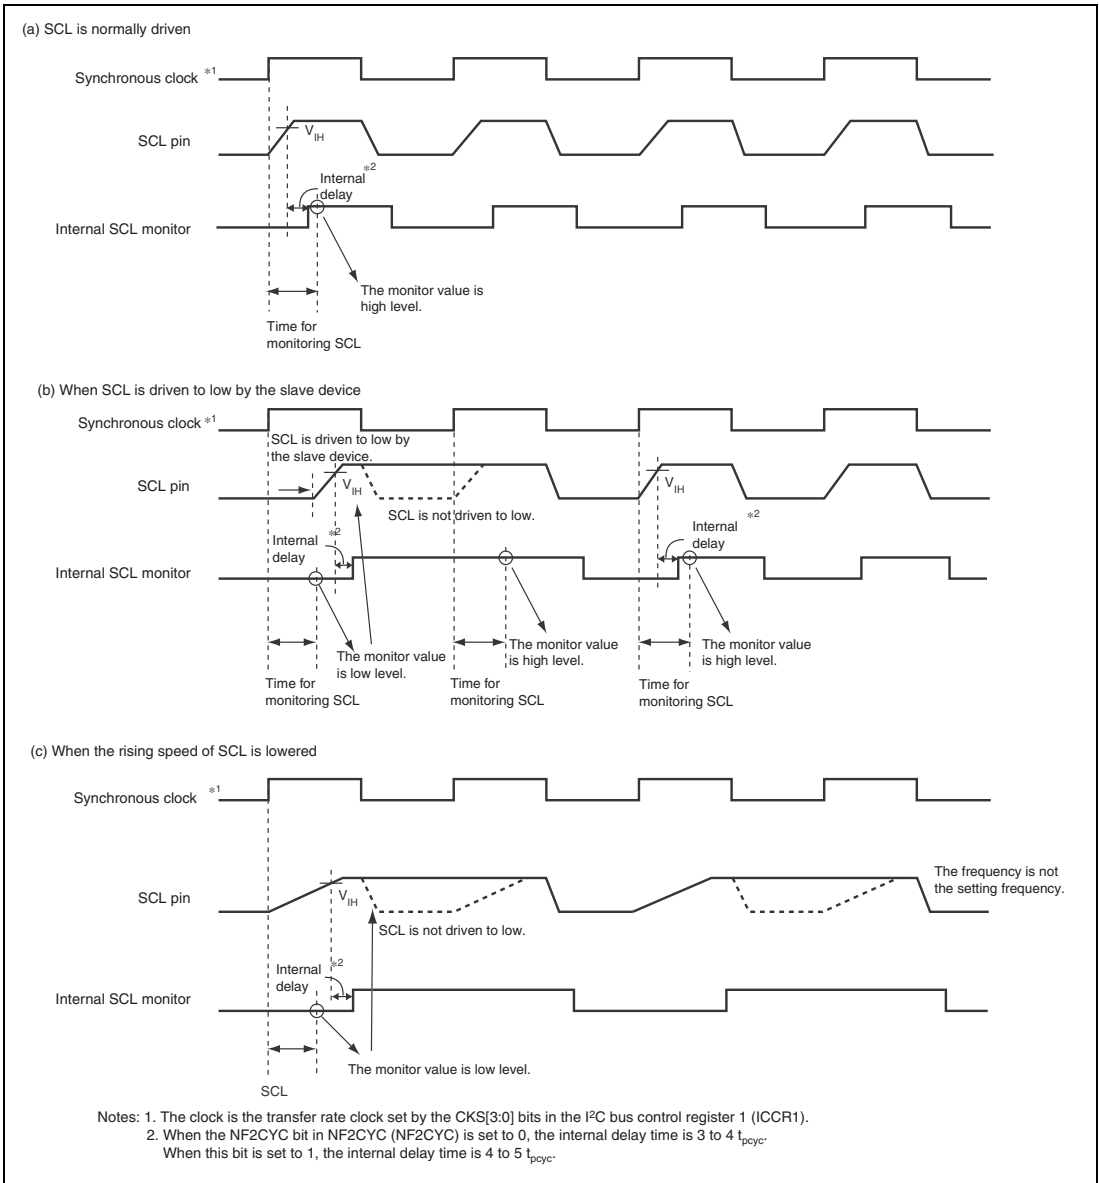 (a) SCL is normally driven
Synchronous clock *1
SCL pin
VIH
Internal *2
delay
Internal SCL monitor
The monitor value is
high level.
Time for
monitoring SCL
(b) When SCL is driven to low by the slave device
Synchronous clock *1
SCL is driven to low by
the slave device.
SCL pin
VIH
VIH
SCL is not driven to low.
Internal *2
delay
Internal *2
delay
Internal SCL monitor
The monitor value
is low level.
The monitor value
is high level.
The monitor value
is high level.
Time for
monitoring SCL
Time for
monitoring SCL
Time for
monitoring SCL
(c) When the rising speed of SCL is lowered
Synchronous clock *1
SCL pin
VIH
The frequency is not
the setting frequency.
SCL is not driven to low.
Internal *2
delay
Internal SCL monitor
The monitor value is low level.
SCL
Notes: 1. The clock is the transfer rate clock set by the CKS[3:0] bits in the I2C bus control register 1 (ICCR1).
2. When the NF2CYC bit in NF2CYC (NF2CYC) is set to 0, the internal delay time is 3 to 4 tpcyc.
When this bit is set to 1, the internal delay time is 4 to 5 tpcyc.